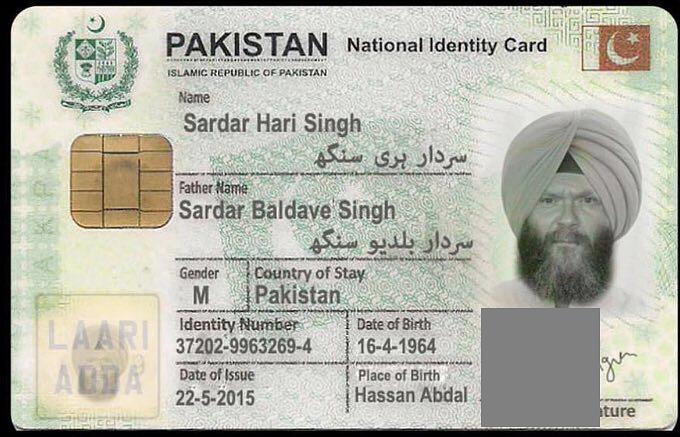 PAKISTAN National Identity Card
ISLAMIC REPUBLIC OF PAKISTAN
Name
Sardar Hari Singh
سردار ہری سنگھ
Father Name
Sardar Baldave Singh
سردار بلدیو سنگھ
Gender Country of Stay
M Pakistan
Identity Number Date of Birth
37202-9963269-4 16-4-1964
Date of Issue Place of Birth
22-5-2015 Hassan Abdal
LAARI
ADDA